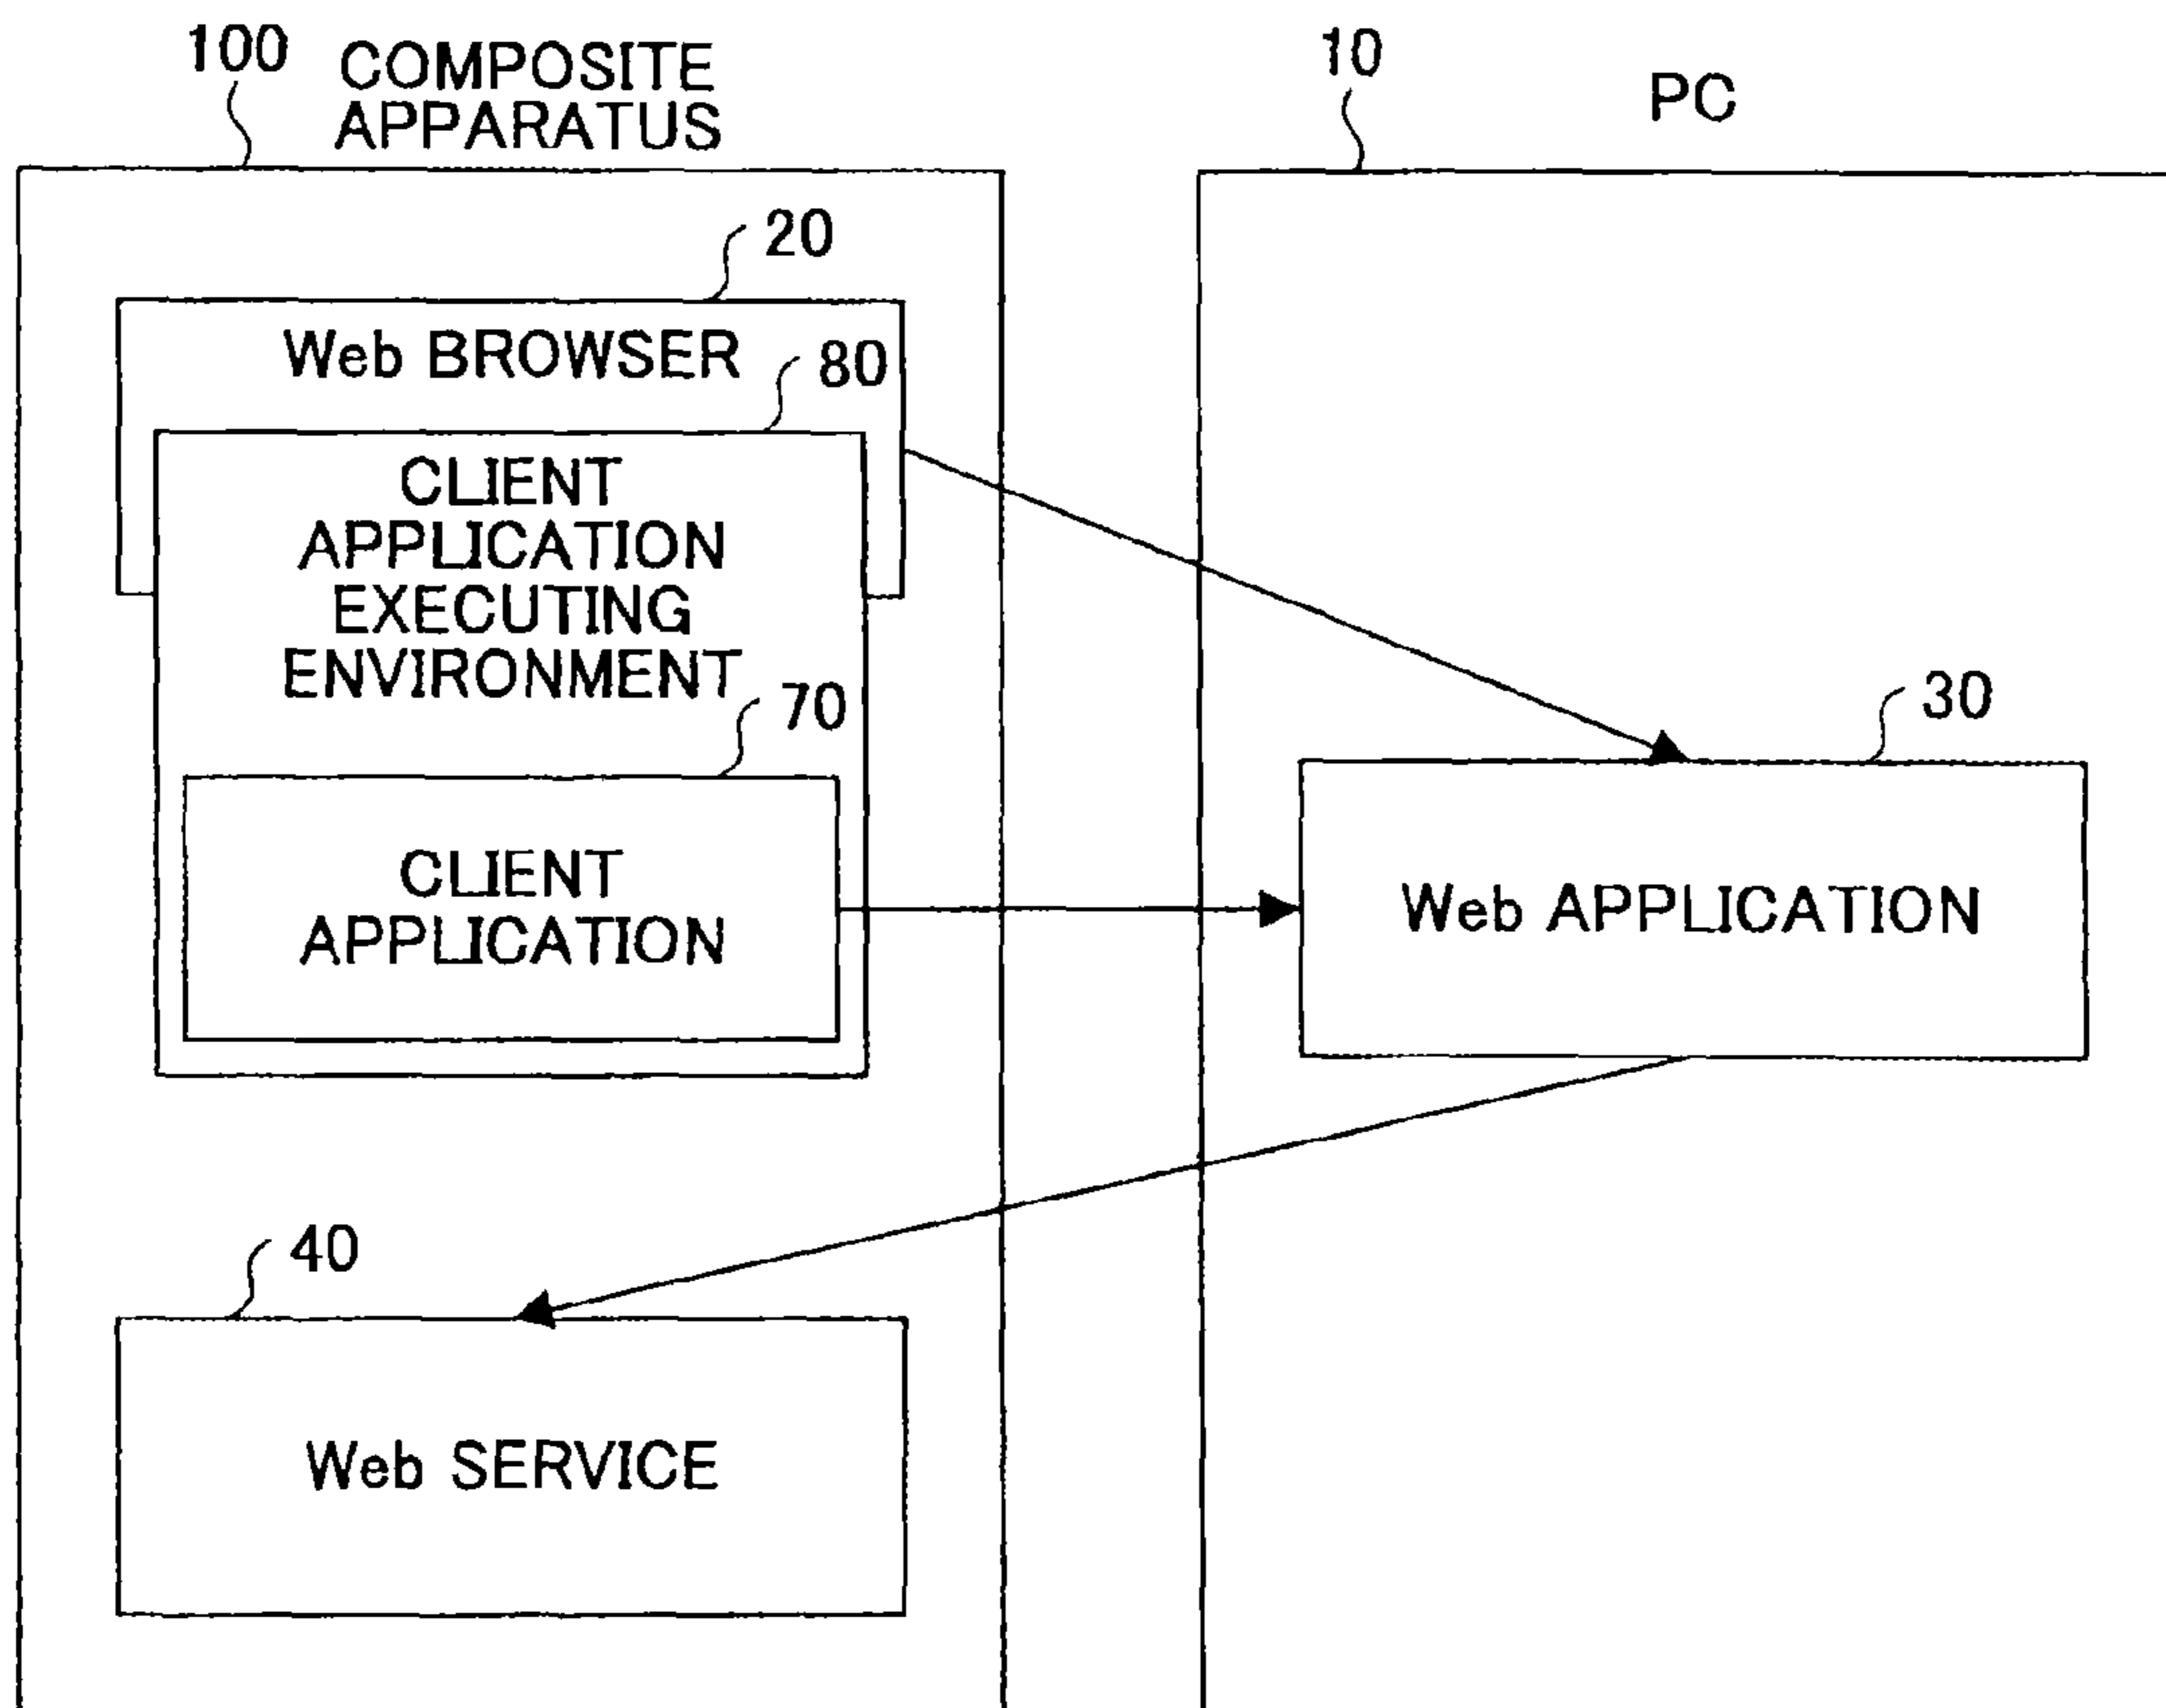 100
COMPOSITE
APPARATUS
10
PC
20
Web BROWSER
80
CLIENT
APPLICATION
EXECUTING
ENVIRONMENT
70
CLIENT
APPLICATION
30
Web APPLICATION
40
Web SERVICE